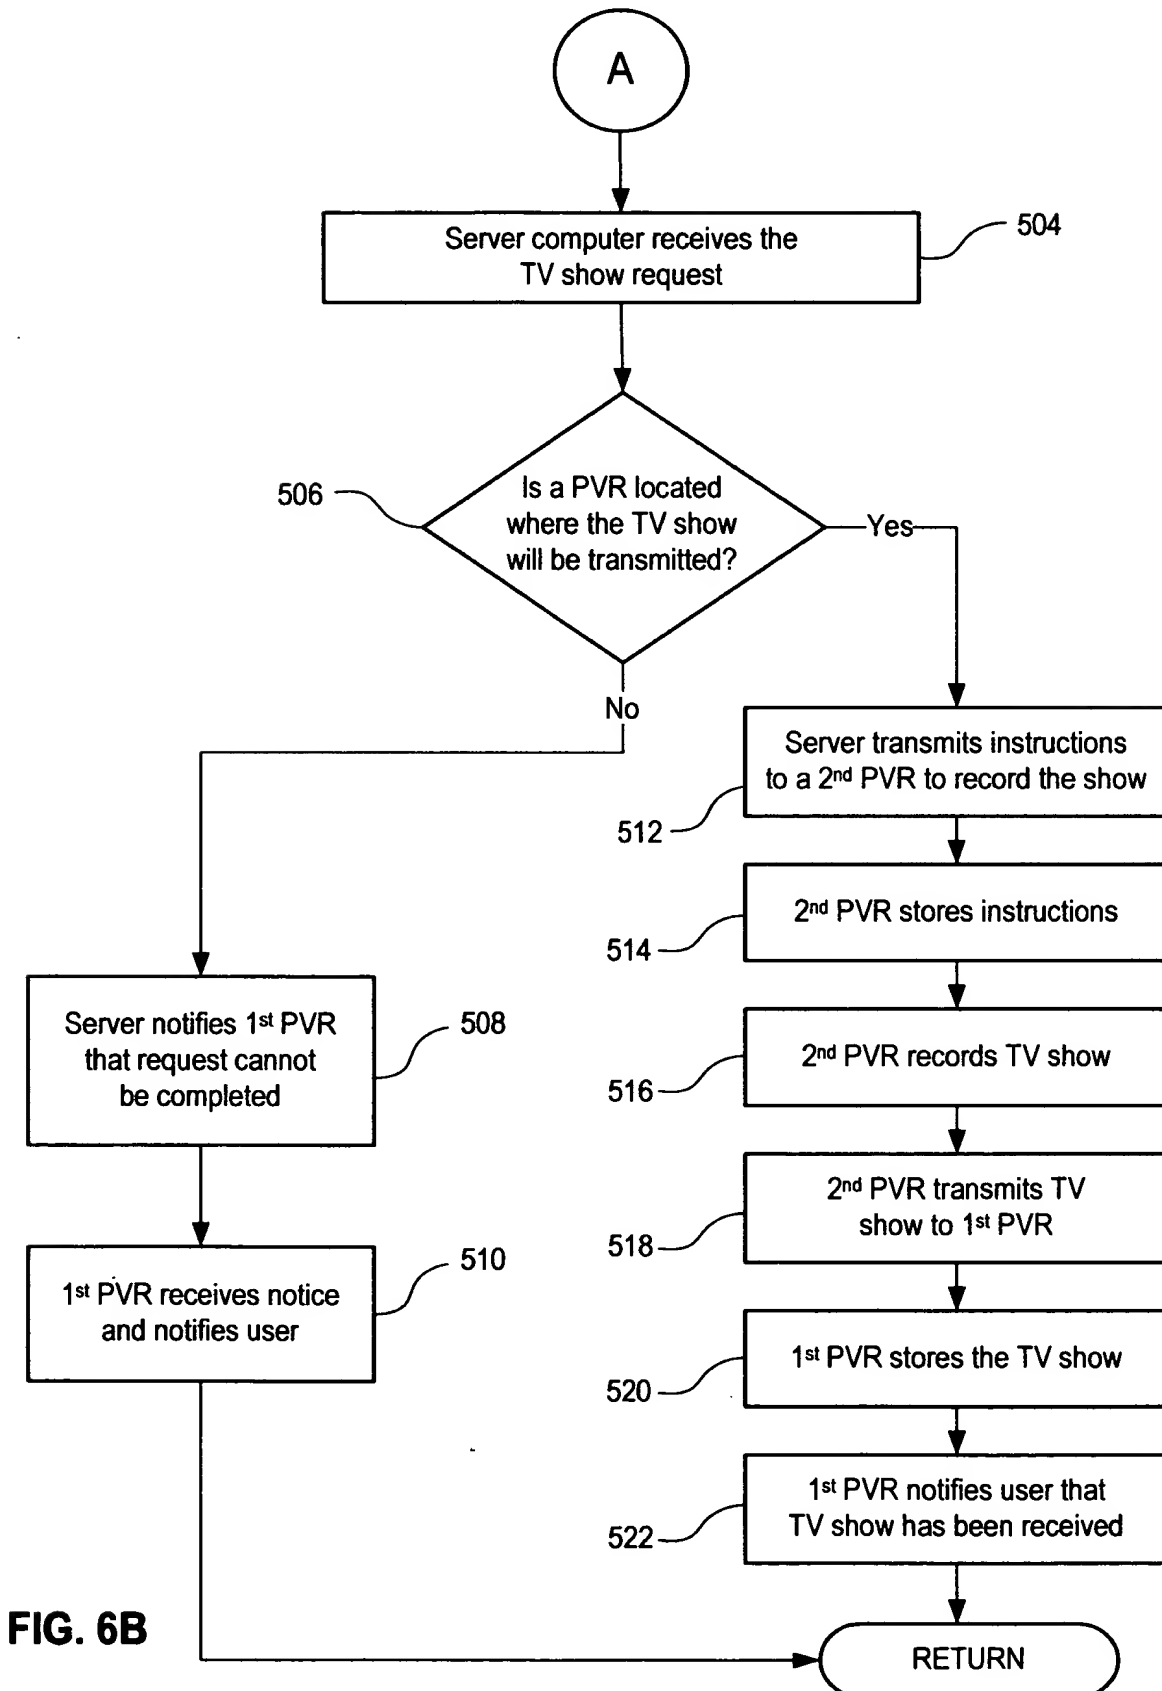 A
Server computer receives the
TV show request
504
506
Is a PVR located
where the TV show
will be transmitted?
Yes
No
Server transmits instructions
to a 2nd PVR to record the show
512
2nd PVR stores instructions
514
Server notifies 1st PVR
that request cannot
be completed
508
2nd PVR records TV show
516
2nd PVR transmits TV
show to 1st PVR
518
1st PVR receives notice
and notifies user
510
1st PVR stores the TV show
520
1st PVR notifies user that
TV show has been received
522
FIG. 6B
RETURN